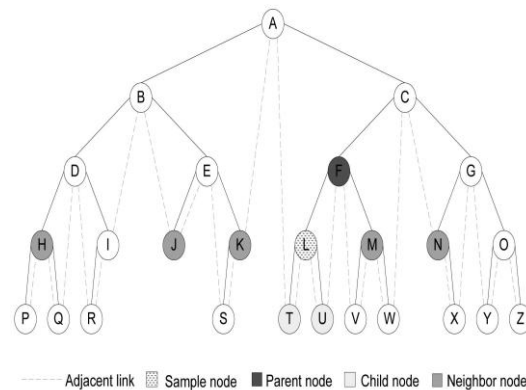 A
B C
D E F G
H I J K L M N O
P Q R S T U V W X Y Z
Adjacent link Sample node Parent node Child node Neighbor node